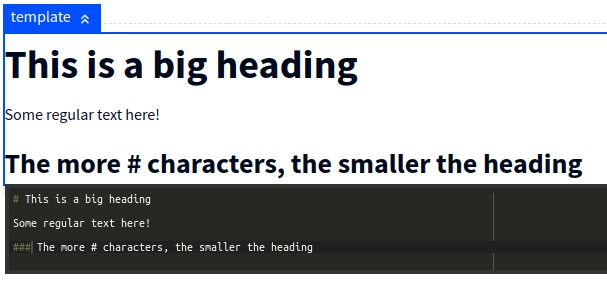 template
This is a big heading
Some regular text here!
The more # characters, the smaller the heading
# This is a big heading
Some regular text here!
### The more # characters, the smaller the heading